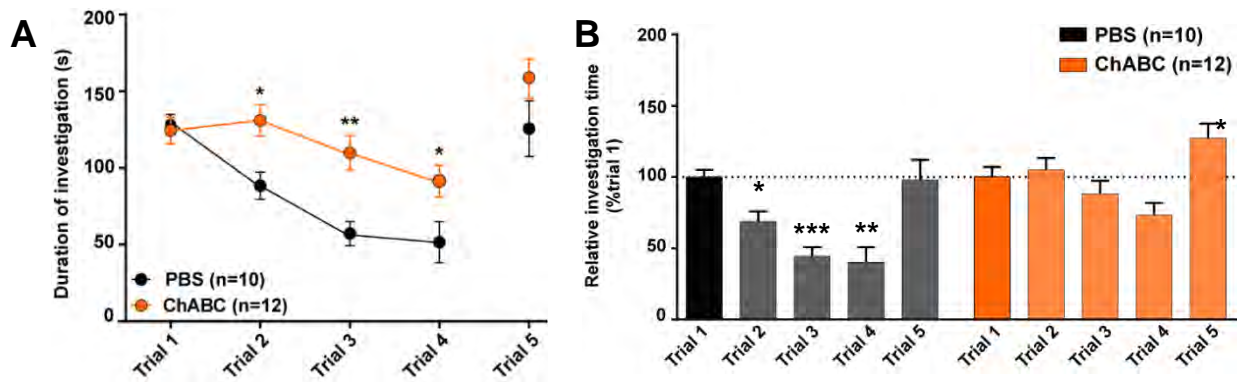 A
Duration of investigation (s)
200
150
100
50
0
*
**
*
PBS (n=10)
ChABC (n=12)
Trial 1
Trial 2
Trial 3
Trial 4
Trial 5
B
Relative investigation time
(%trial 1)
200
150
100
50
0
PBS (n=10)
ChABC (n=12)
*
***
**
*
Trial 1
Trial 2
Trial 3
Trial 4
Trial 5
Trial 1
Trial 2
Trial 3
Trial 4
Trial 5